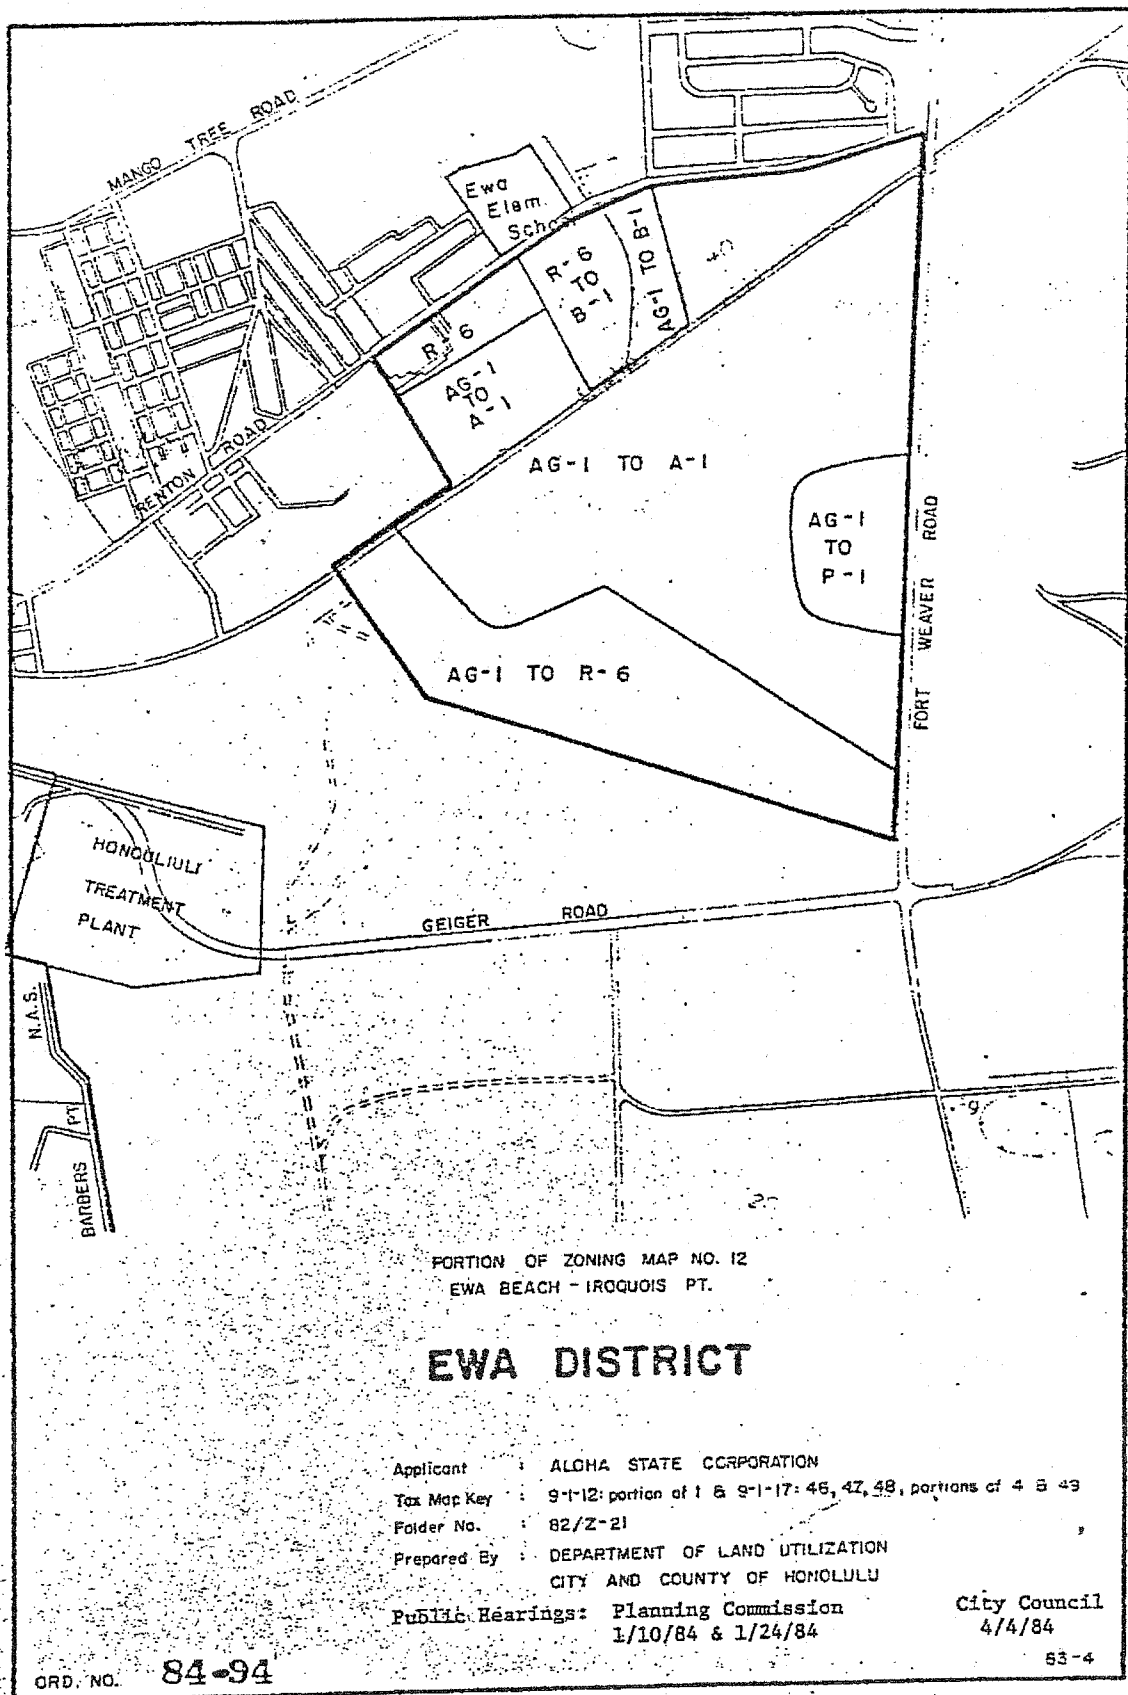 MANGO TREE ROAD
Ewa
Elem.
School
R-6
TO
B-1
AG-1 TO B-1
R 6
AG-1
TO
A-1
RENTON ROAD
AG-1 TO A-1
AG-1
TO
P-1
FORT WEAVER ROAD
AG-1 TO R-6
HONOULIULI
TREATMENT
PLANT
GEIGER ROAD
N.A.S.
BARBERS PT.
PORTION OF ZONING MAP NO. 12
EWA BEACH - IROQUOIS PT.
EWA DISTRICT
Applicant : ALOHA STATE CORPORATION
Tax Map Key : 9-1-12: portion of 1 & 9-1-17: 46, 47, 48, portions of 4 & 49
Folder No. : 82/Z-21
Prepared By : DEPARTMENT OF LAND UTILIZATION
CITY AND COUNTY OF HONOLULU
Public Hearings: Planning Commission City Council
1/10/84 & 1/24/84 4/4/84
ORD. NO. 84-94
83-4